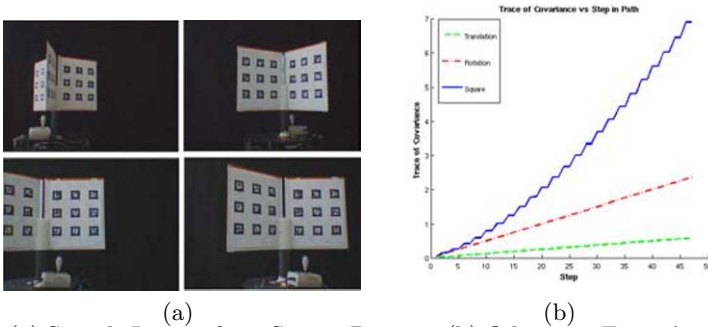 Trace of Covariance vs Step in Path
7
6
5
4
3
2
1
0
Trace of Covariance
Translation
Rotation
Square
0 5 10 15 20 25 30 35 40 45 50
Step
(a) (b)